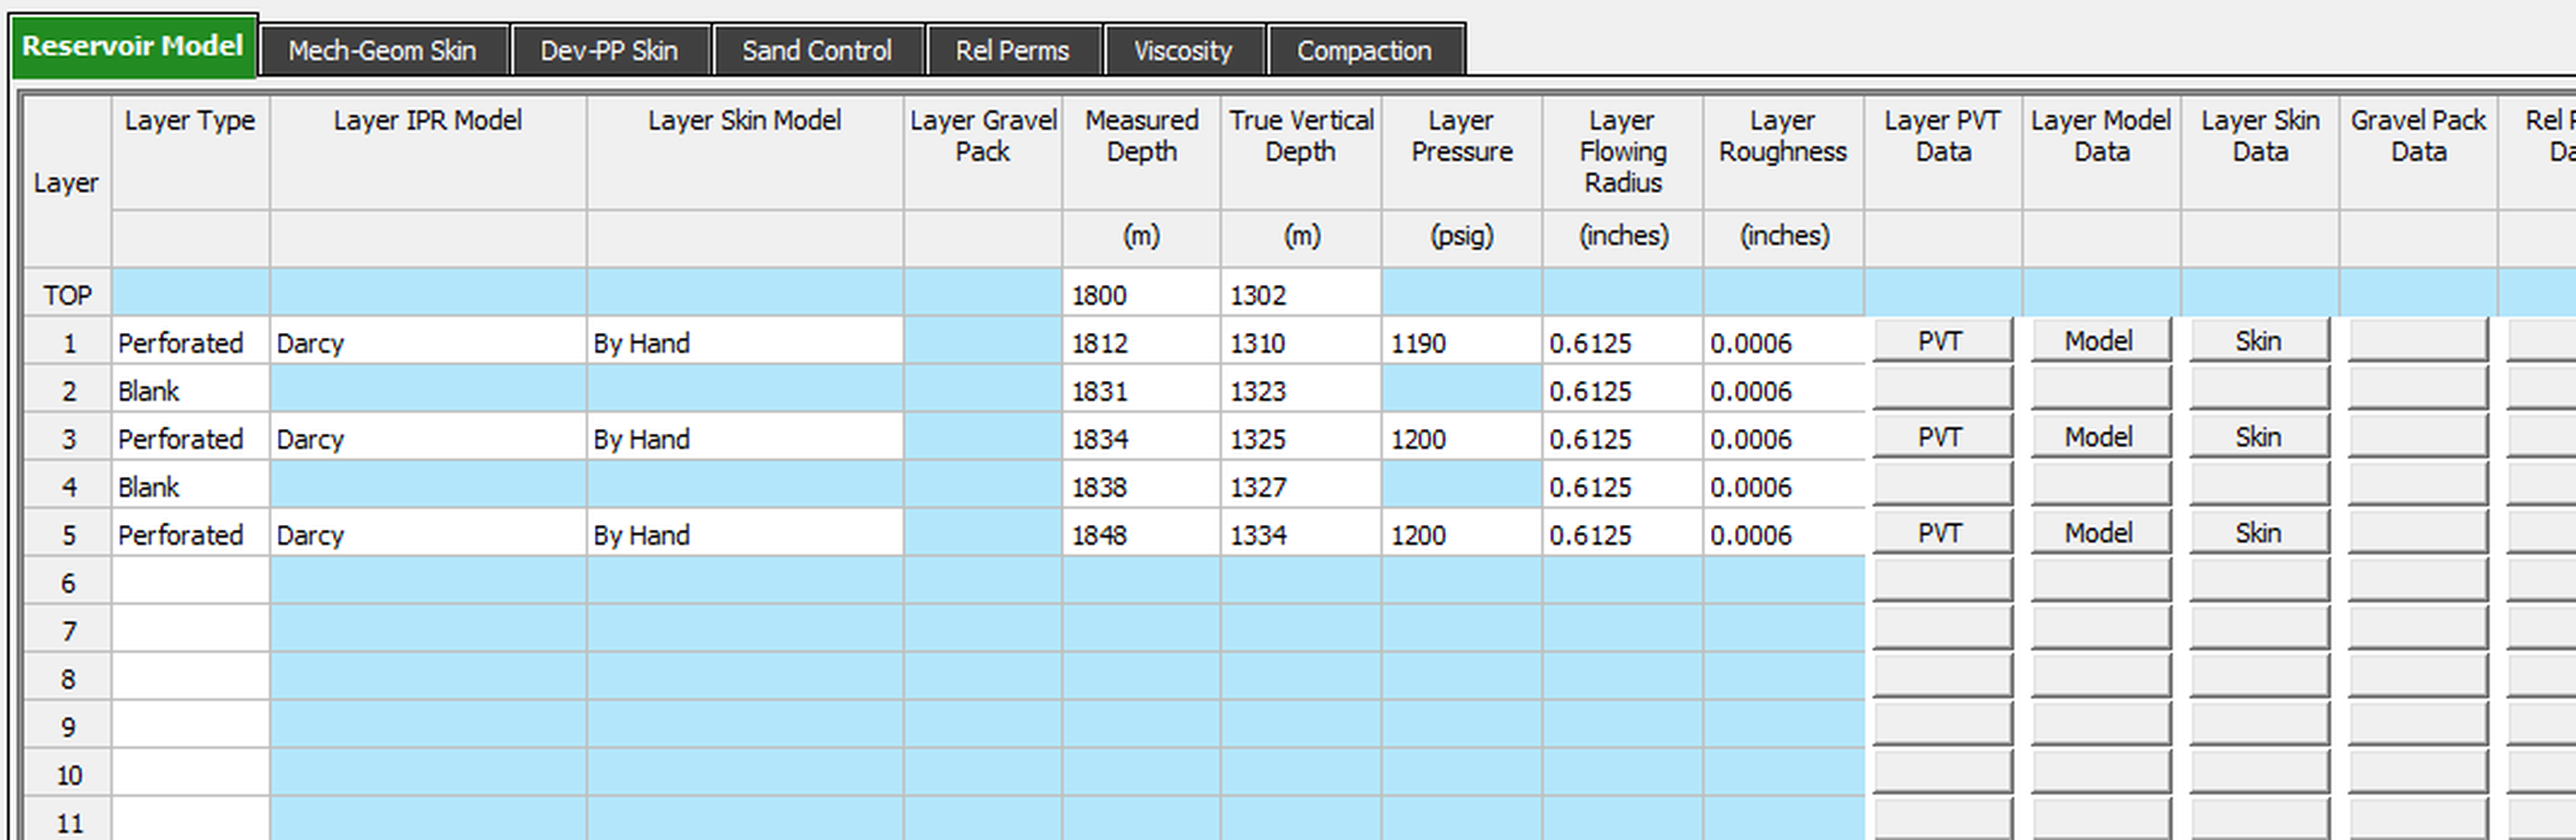 Reservoir Model Mech-Geom Skin Dev-PP Skin Sand Control Rel Perms Viscosity Compaction
Layer Type Layer IPR Model Layer Skin Model Layer Gravel Measured True Vertical Layer Layer Layer Layer PVT Layer Model Layer Skin Gravel Pack Rel
Pack Depth Depth Pressure Flowing Roughness Data Data Data Data
Layer Radius
(m) (m) (psig) (inches) (inches)
TOP 1800 1302
1 Perforated Darcy By Hand 1812 1310 1190 0.6125 0.0006 PVT Model Skin
2 Blank 1831 1323 0.6125 0.0006
3 Perforated Darcy By Hand 1834 1325 1200 0.6125 0.0006 PVT Model Skin
4 Blank 1838 1327 0.6125 0.0006
5 Perforated Darcy By Hand 1848 1334 1200 0.6125 0.0006 PVT Model Skin
6
7
8
9
10
11